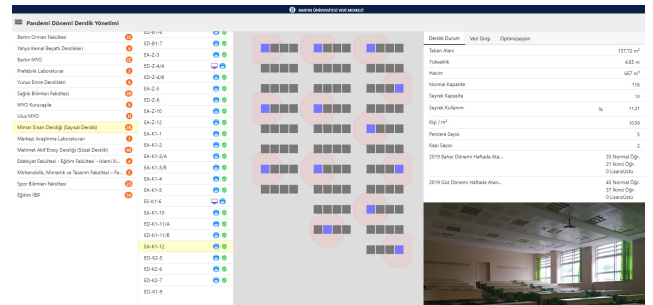 BARTIN ÜNİVERSİTESİ VERİ MERKEZİ
Pandemi Dönemi Derslik Yönetimi
Bartın Orman Fakültesi
Yahya Kemal Beyatlı Derslikleri
Bartın MYO
Prefabrik Laboratuvar
Yunus Emre Derslikleri
Sağlık Bilimleri Fakültesi
MYO Kurucaşile
Ulus MYO
Mimar Sinan Dersliği (Sayısal Derslik)
Merkezi Araştırma Laboratuvarı
Mehmet Akif Ersoy Dersliği (Sözel Derslik)
Edebiyat Fakültesi - Eğitim Fakültesi - İslami İl...
Mühendislik, Mimarlık ve Tasarım Fakültesi - Fe...
Spor Bilimleri Fakültesi
Eğitim İİBF
ED-B1-7
EA-Z-3
ED-Z-4/A
ED-Z-4/B
EA-Z-5
ED-Z-6
EA-Z-10
EA-Z-12
EA-K1-1
EA-K1-2
EA-K1-3/A
EA-K1-3/B
EA-K1-4
EA-K1-5
ES-K1-6
EA-K1-10
ED-K1-11/A
ED-K1-11/B
EA-K1-12
ED-K2-5
ED-K2-6
ED-K2-7
ED-K1-9
Derslik Durum Veri Girişi Optimizasyon
Taban Alanı 137.72 m²
Yükseklik 4.85 m
Hacim 667 m³
Normal Kapasite 116
Seyrek Kapasite 13
Seyrek Kullanım % 11.21
Kişi / m² 10.59
Pencere Sayısı 5
Kapı Sayısı 2
2019 Bahar Dönemi Haftada Ata... 35 Normal Öğr.
21 İkinci Öğr.
0 LisansÜstü
2019 Güz Dönemi Haftada Atan... 45 Normal Öğr.
37 İkinci Öğr.
0 LisansÜstü